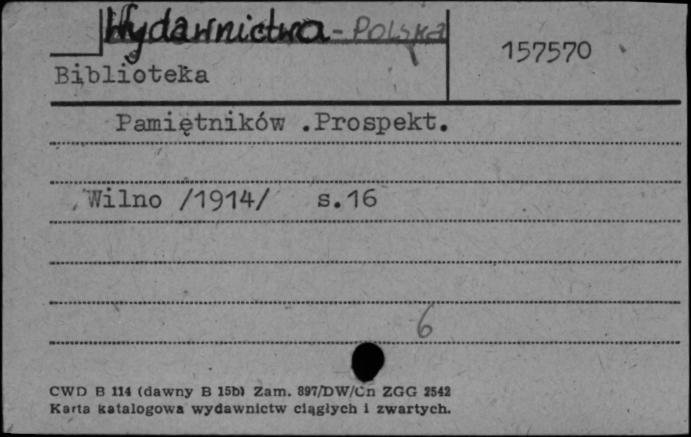 Wydawnictwa - Polska
157570
Biblioteka
Pamiętników .Prospekt.
Wilno /1914/ s.16
6
CWD B 114 (dawny B 15b) Zam. 897/DW/Cn ZGG 2542
Karta katalogowa wydawnictw ciągłych i zwartych.